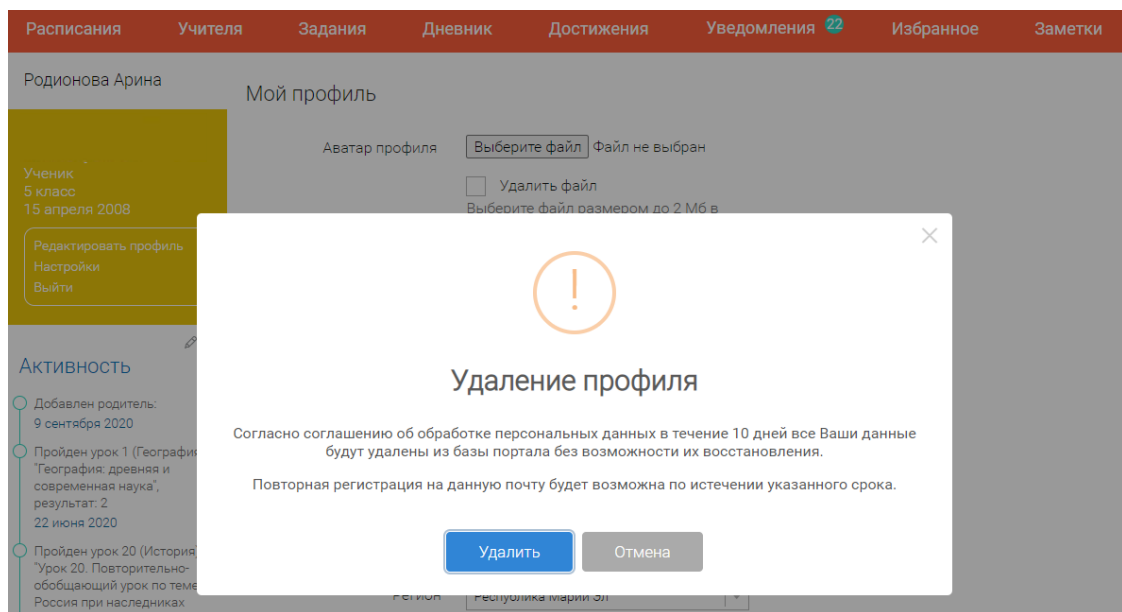 Расписания Учителя Задания Дневник Достижения Уведомления 22 Избранное Заметки
Родионова Арина
Мой профиль
Аватар профиля Выберите файл Файл не выбран
Удалить файл
Выберите файл размером до 2 Мб в
Ученик
5 класс
15 апреля 2008
Редактировать профиль
Настройки
Выйти
Активность
Добавлен родитель:
9 сентября 2020
Пройден урок 1 (География
"География: древняя и
современная наука",
результат: 2
22 июня 2020
Пройден урок 20 (История)
"Урок 20. Повторительно-
обобщающий урок по теме
Россия при наследниках
Удаление профиля
Согласно соглашению об обработке персональных данных в течение 10 дней все Ваши данные
будут удалены из базы портала без возможности их восстановления.
Повторная регистрация на данную почту будет возможна по истечении указанного срока.
Удалить Отмена
Регион Республика Марий Эл